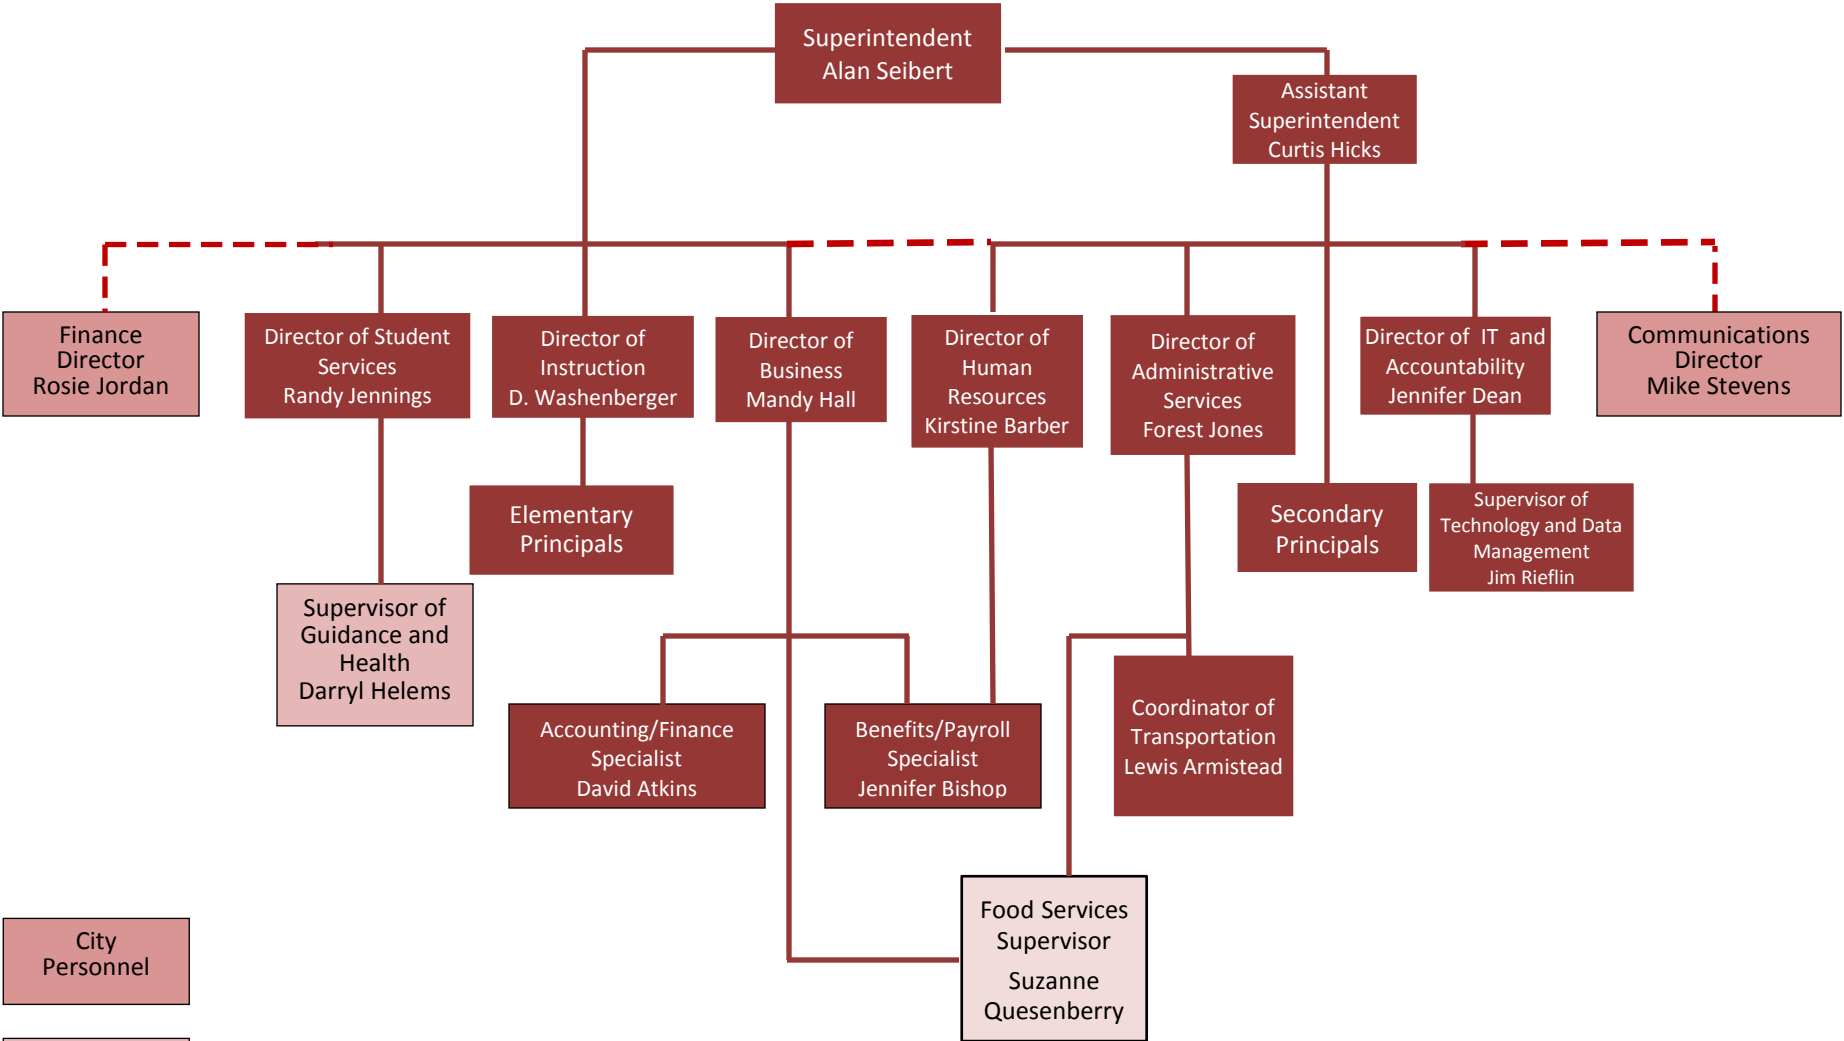 Superintendent
Alan Seibert
Assistant
Superintendent
Curtis Hicks
Finance
Director
Rosie Jordan
Director of Student
Services
Randy Jennings
Director of
Instruction
D. Washenberger
Director of
Business
Mandy Hall
Director of
Human
Resources
Kirstine Barber
Director of
Administrative
Services
Forest Jones
Director of IT and
Accountability
Jennifer Dean
Communications
Director
Mike Stevens
Elementary
Principals
Secondary
Principals
Supervisor of
Technology and Data
Management
Jim Rieflin
Supervisor of
Guidance and
Health
Darryl Helems
Accounting/Finance
Specialist
David Atkins
Benefits/Payroll
Specialist
Jennifer Bishop
Coordinator of
Transportation
Lewis Armistead
Food Services
Supervisor
Suzanne
Quesenberry
City
Personnel